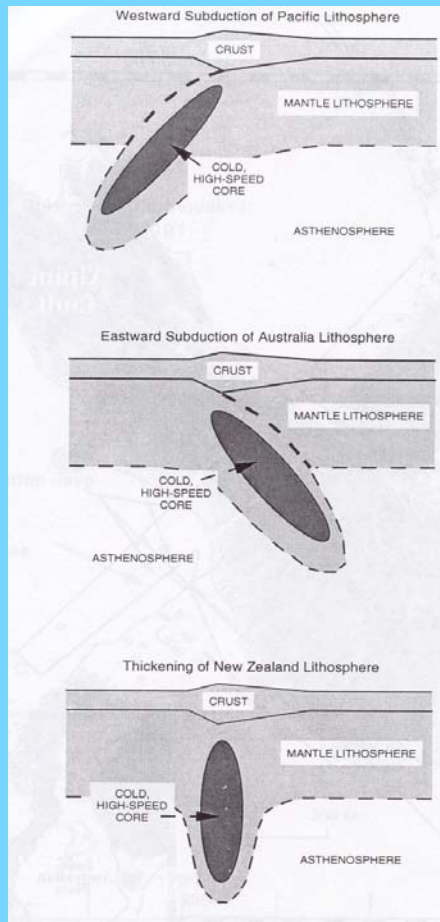 Westward Subduction of Pacific Lithosphere
CRUST
MANTLE LITHOSPHERE
COLD,
HIGH-SPEED
CORE
ASTHENOSPHERE
Eastward Subduction of Australia Lithosphere
CRUST
MANTLE LITHOSPHERE
COLD,
HIGH-SPEED
CORE
ASTHENOSPHERE
Thickening of New Zealand Lithosphere
CRUST
MANTLE LITHOSPHERE
COLD,
HIGH-SPEED
CORE
ASTHENOSPHERE